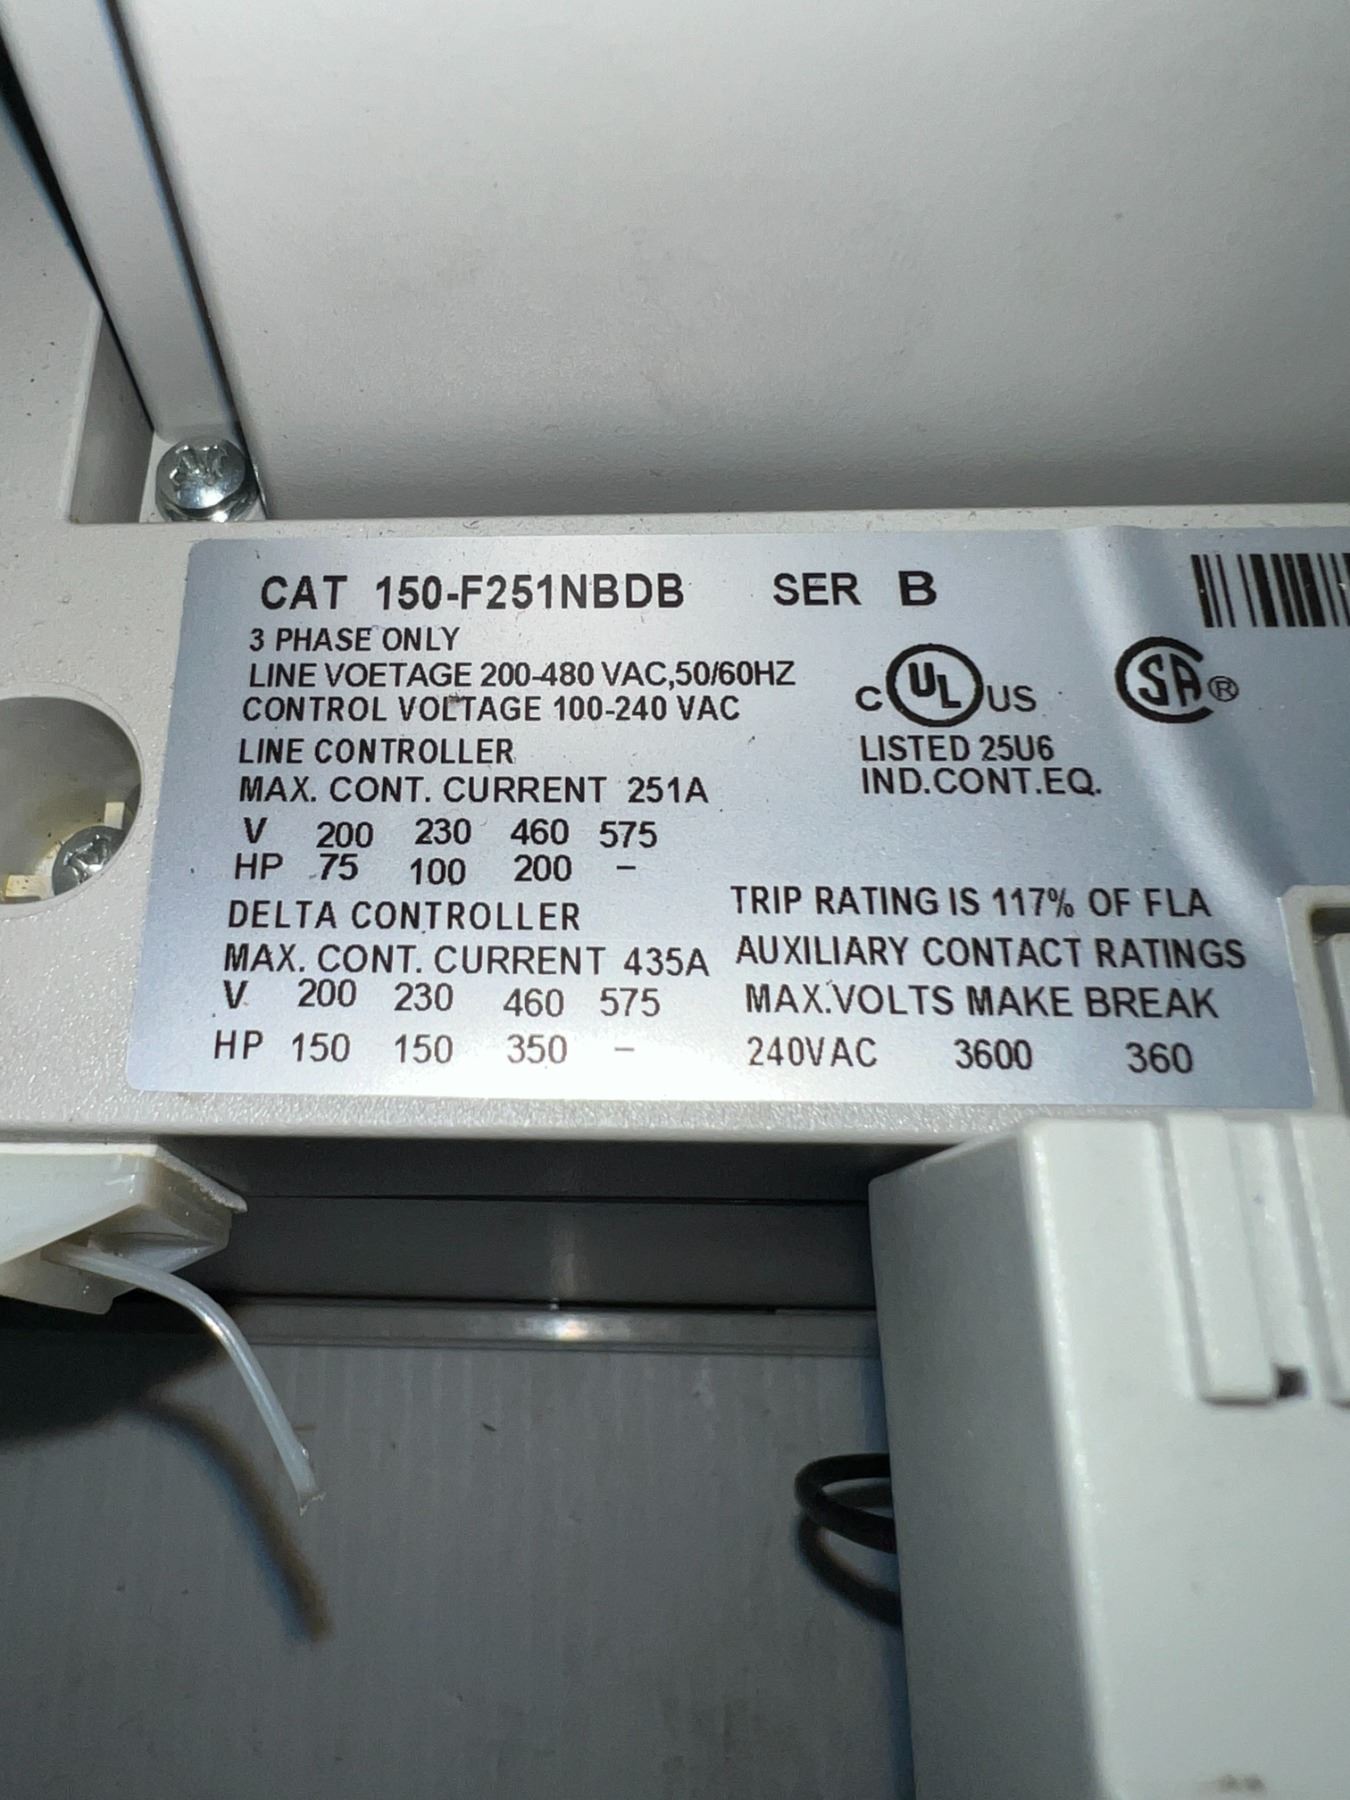 CAT 150-F251NBDB SER B
3 PHASE ONLY
LINE VOETAGE 200-480 VAC,50/60HZ
CONTROL VOLTAGE 100-240 VAC
LINE CONTROLLER
MAX. CONT. CURRENT 251A
V 200 230 460 575
HP 75 100 200 –
DELTA CONTROLLER
MAX. CONT. CURRENT 435A
V 200 230 460 575
HP 150 150 350 –
C UL US
SA ®
LISTED 25U6
IND.CONT.EQ.
TRIP RATING IS 117% OF FLA
AUXILIARY CONTACT RATINGS
MAX.VOLTS MAKE BREAK
240VAC 3600 360